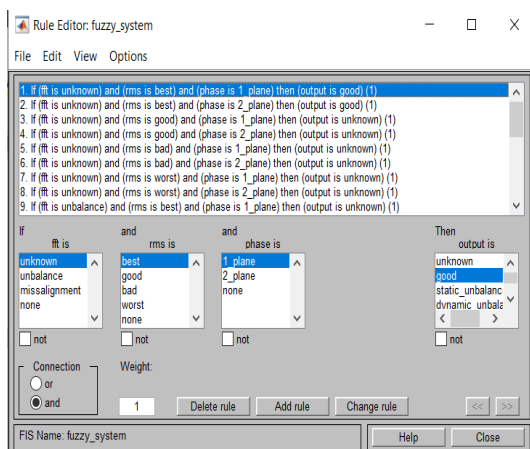 Rule Editor: fuzzy_system
File Edit View Options
1. If (fft is unknown) and (rms is best) and (phase is 1_plane) then (output is good) (1)
2. If (fft is unknown) and (rms is best) and (phase is 2_plane) then (output is good) (1)
3. If (fft is unknown) and (rms is good) and (phase is 1_plane) then (output is unknown) (1)
4. If (fft is unknown) and (rms is good) and (phase is 2_plane) then (output is unknown) (1)
5. If (fft is unknown) and (rms is bad) and (phase is 1_plane) then (output is unknown) (1)
6. If (fft is unknown) and (rms is bad) and (phase is 2_plane) then (output is unknown) (1)
7. If (fft is unknown) and (rms is worst) and (phase is 1_plane) then (output is unknown) (1)
8. If (fft is unknown) and (rms is worst) and (phase is 2_plane) then (output is unknown) (1)
9. If (fft is unbalance) and (rms is best) and (phase is 1_plane) then (output is unknown) (1)
If and and Then
fft is rms is phase is output is
unknown best 1_plane unknown
unbalance good 2_plane good
missalignment bad none static_unbalanc
none worst dynamic_unbala
none
not not not not
Connection Weight:
or
and 1 Delete rule Add rule Change rule << >>
FIS Name: fuzzy_system Help Close